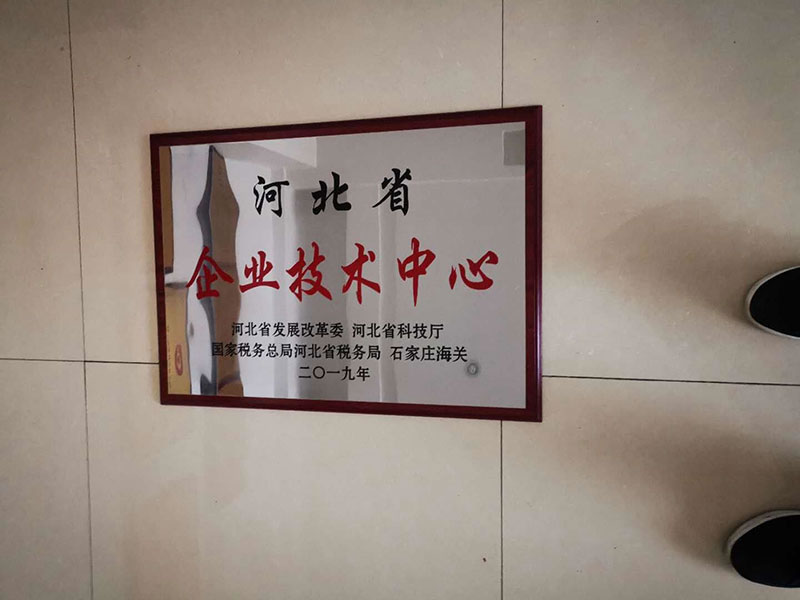 河北省
企业技术中心
河北省发展改革委 河北省科技厅
国家税务总局河北省税务局 石家庄海关
二〇一九年